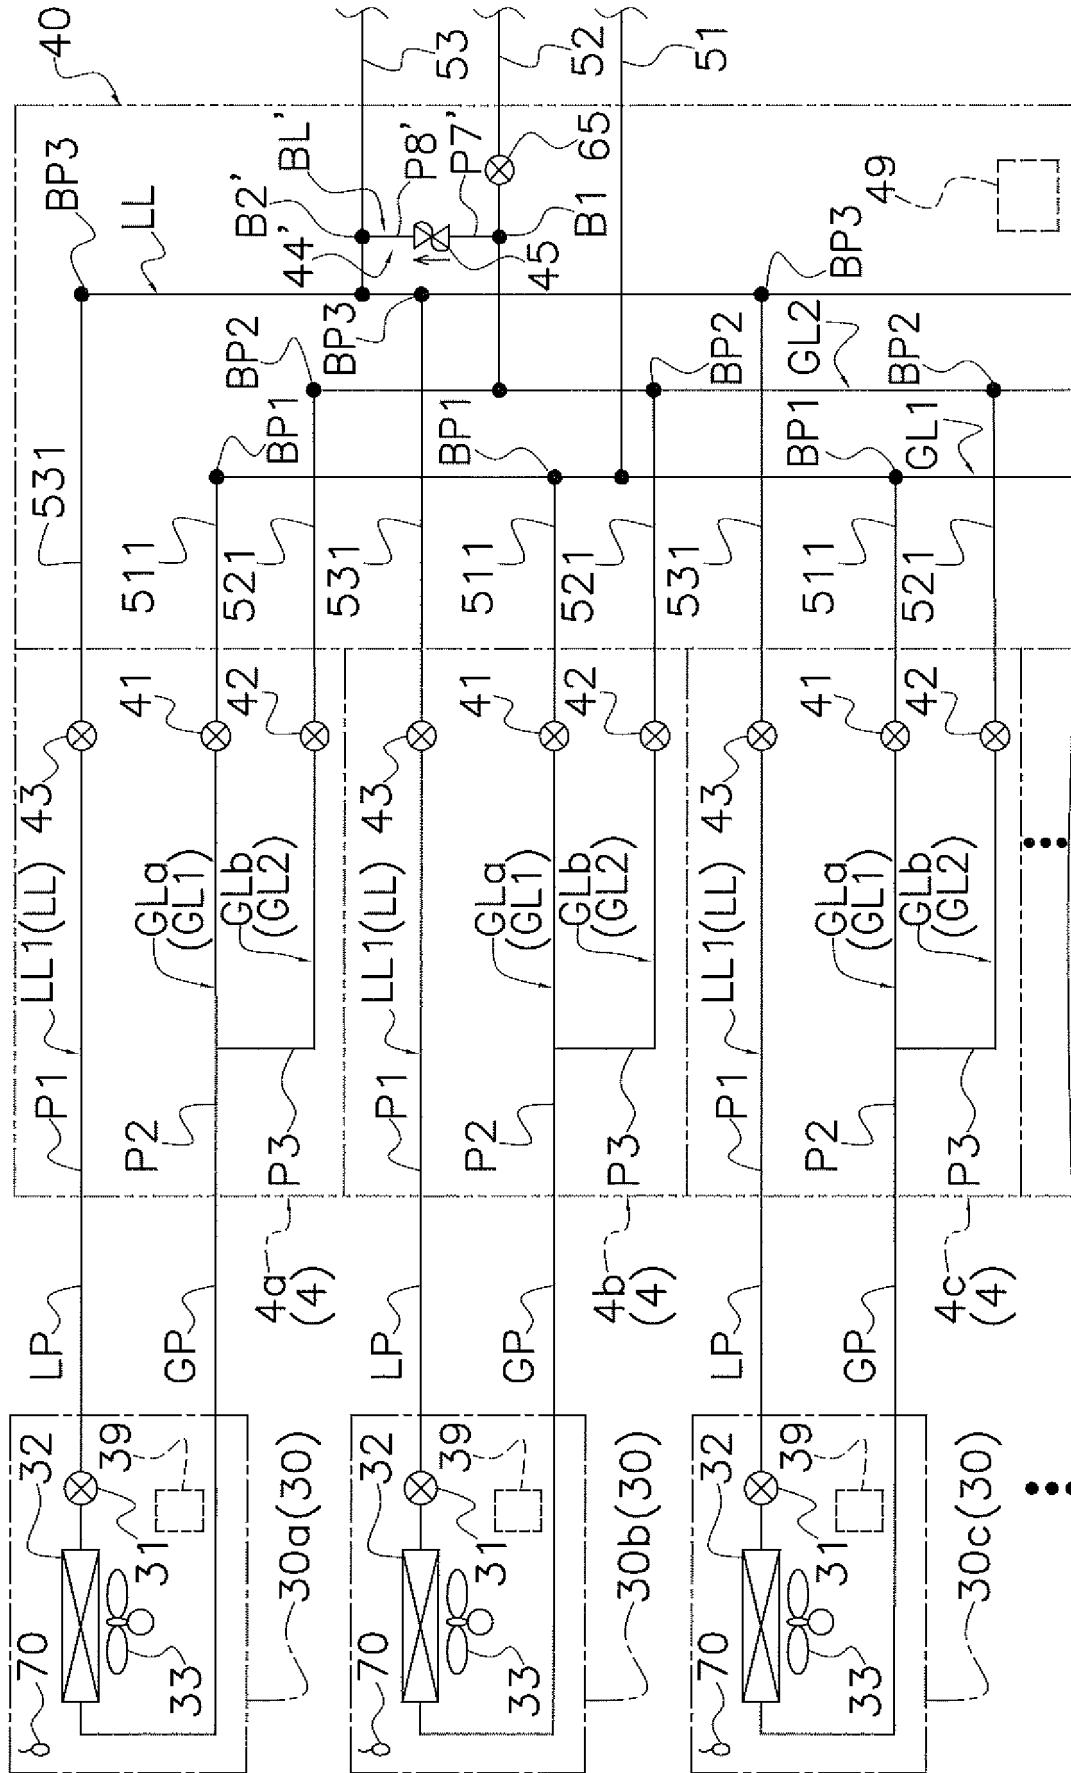 40
53
52
51
BP3
LL
B2'
BL'
P8'
P7'
65
44'
45
B1
49
BP3
BP3
BP2
BP1
BP1
BP2
GL2
BP2
BP1
GL1
531
511
521
531
511
521
531
511
521
43
41
42
43
41
42
43
41
42
LL1(LL)
GLa
(GL1)
GLb
(GL2)
LL1(LL)
GLa
(GL1)
GLb
(GL2)
LL1(LL)
GLa
(GL1)
GLb
(GL2)
P1
P2
P3
P1
P2
P3
P1
P2
P3
LP
GP
4a
(4)
LP
GP
4b
(4)
LP
GP
4c
(4)
32
39
31
33
70
30a(30)
32
39
31
33
70
30b(30)
32
39
31
33
70
30c(30)